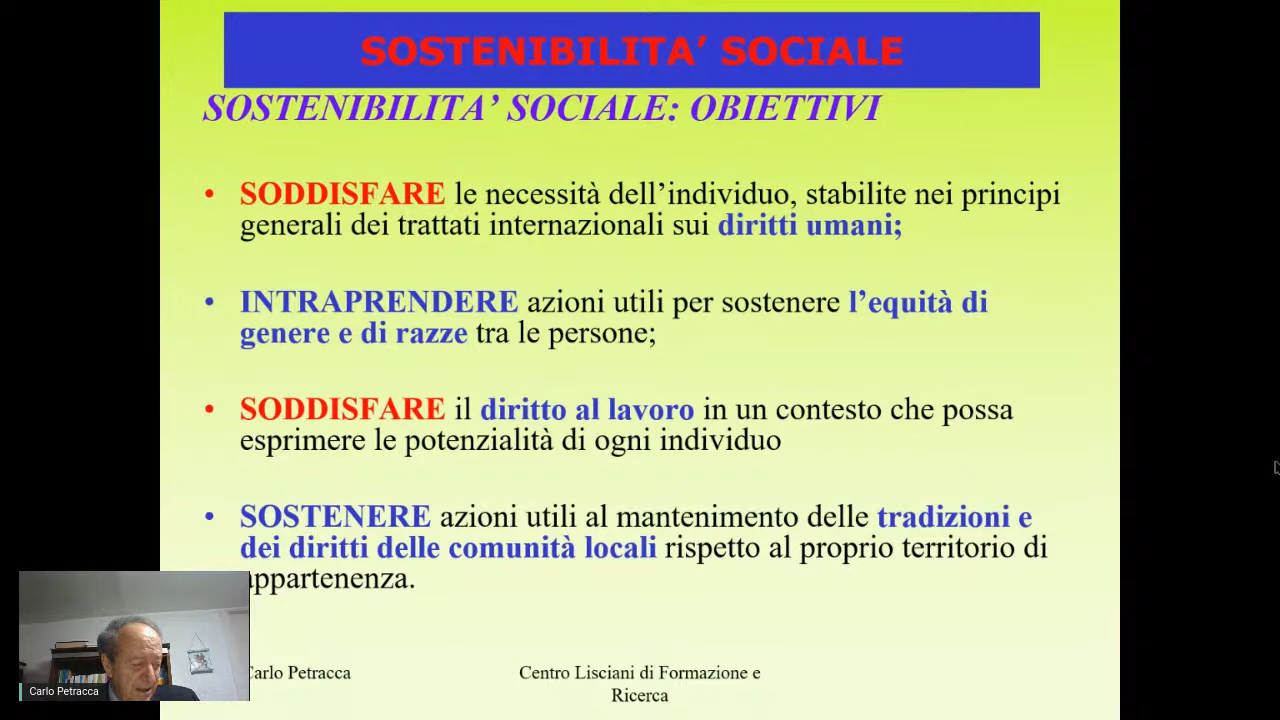 SOSTENIBILITA’ SOCIALE
SOSTENIBILITA’ SOCIALE: OBIETTIVI
• SODDISFARE le necessità dell’individuo, stabilite nei principi
generali dei trattati internazionali sui diritti umani;
• INTRAPRENDERE azioni utili per sostenere l’equità di
genere e di razze tra le persone;
• SODDISFARE il diritto al lavoro in un contesto che possa
esprimere le potenzialità di ogni individuo
• SOSTENERE azioni utili al mantenimento delle tradizioni e
dei diritti delle comunità locali rispetto al proprio territorio di
appartenenza.
Carlo Petracca
Centro Lisciani di Formazione e
Ricerca
Carlo Petracca